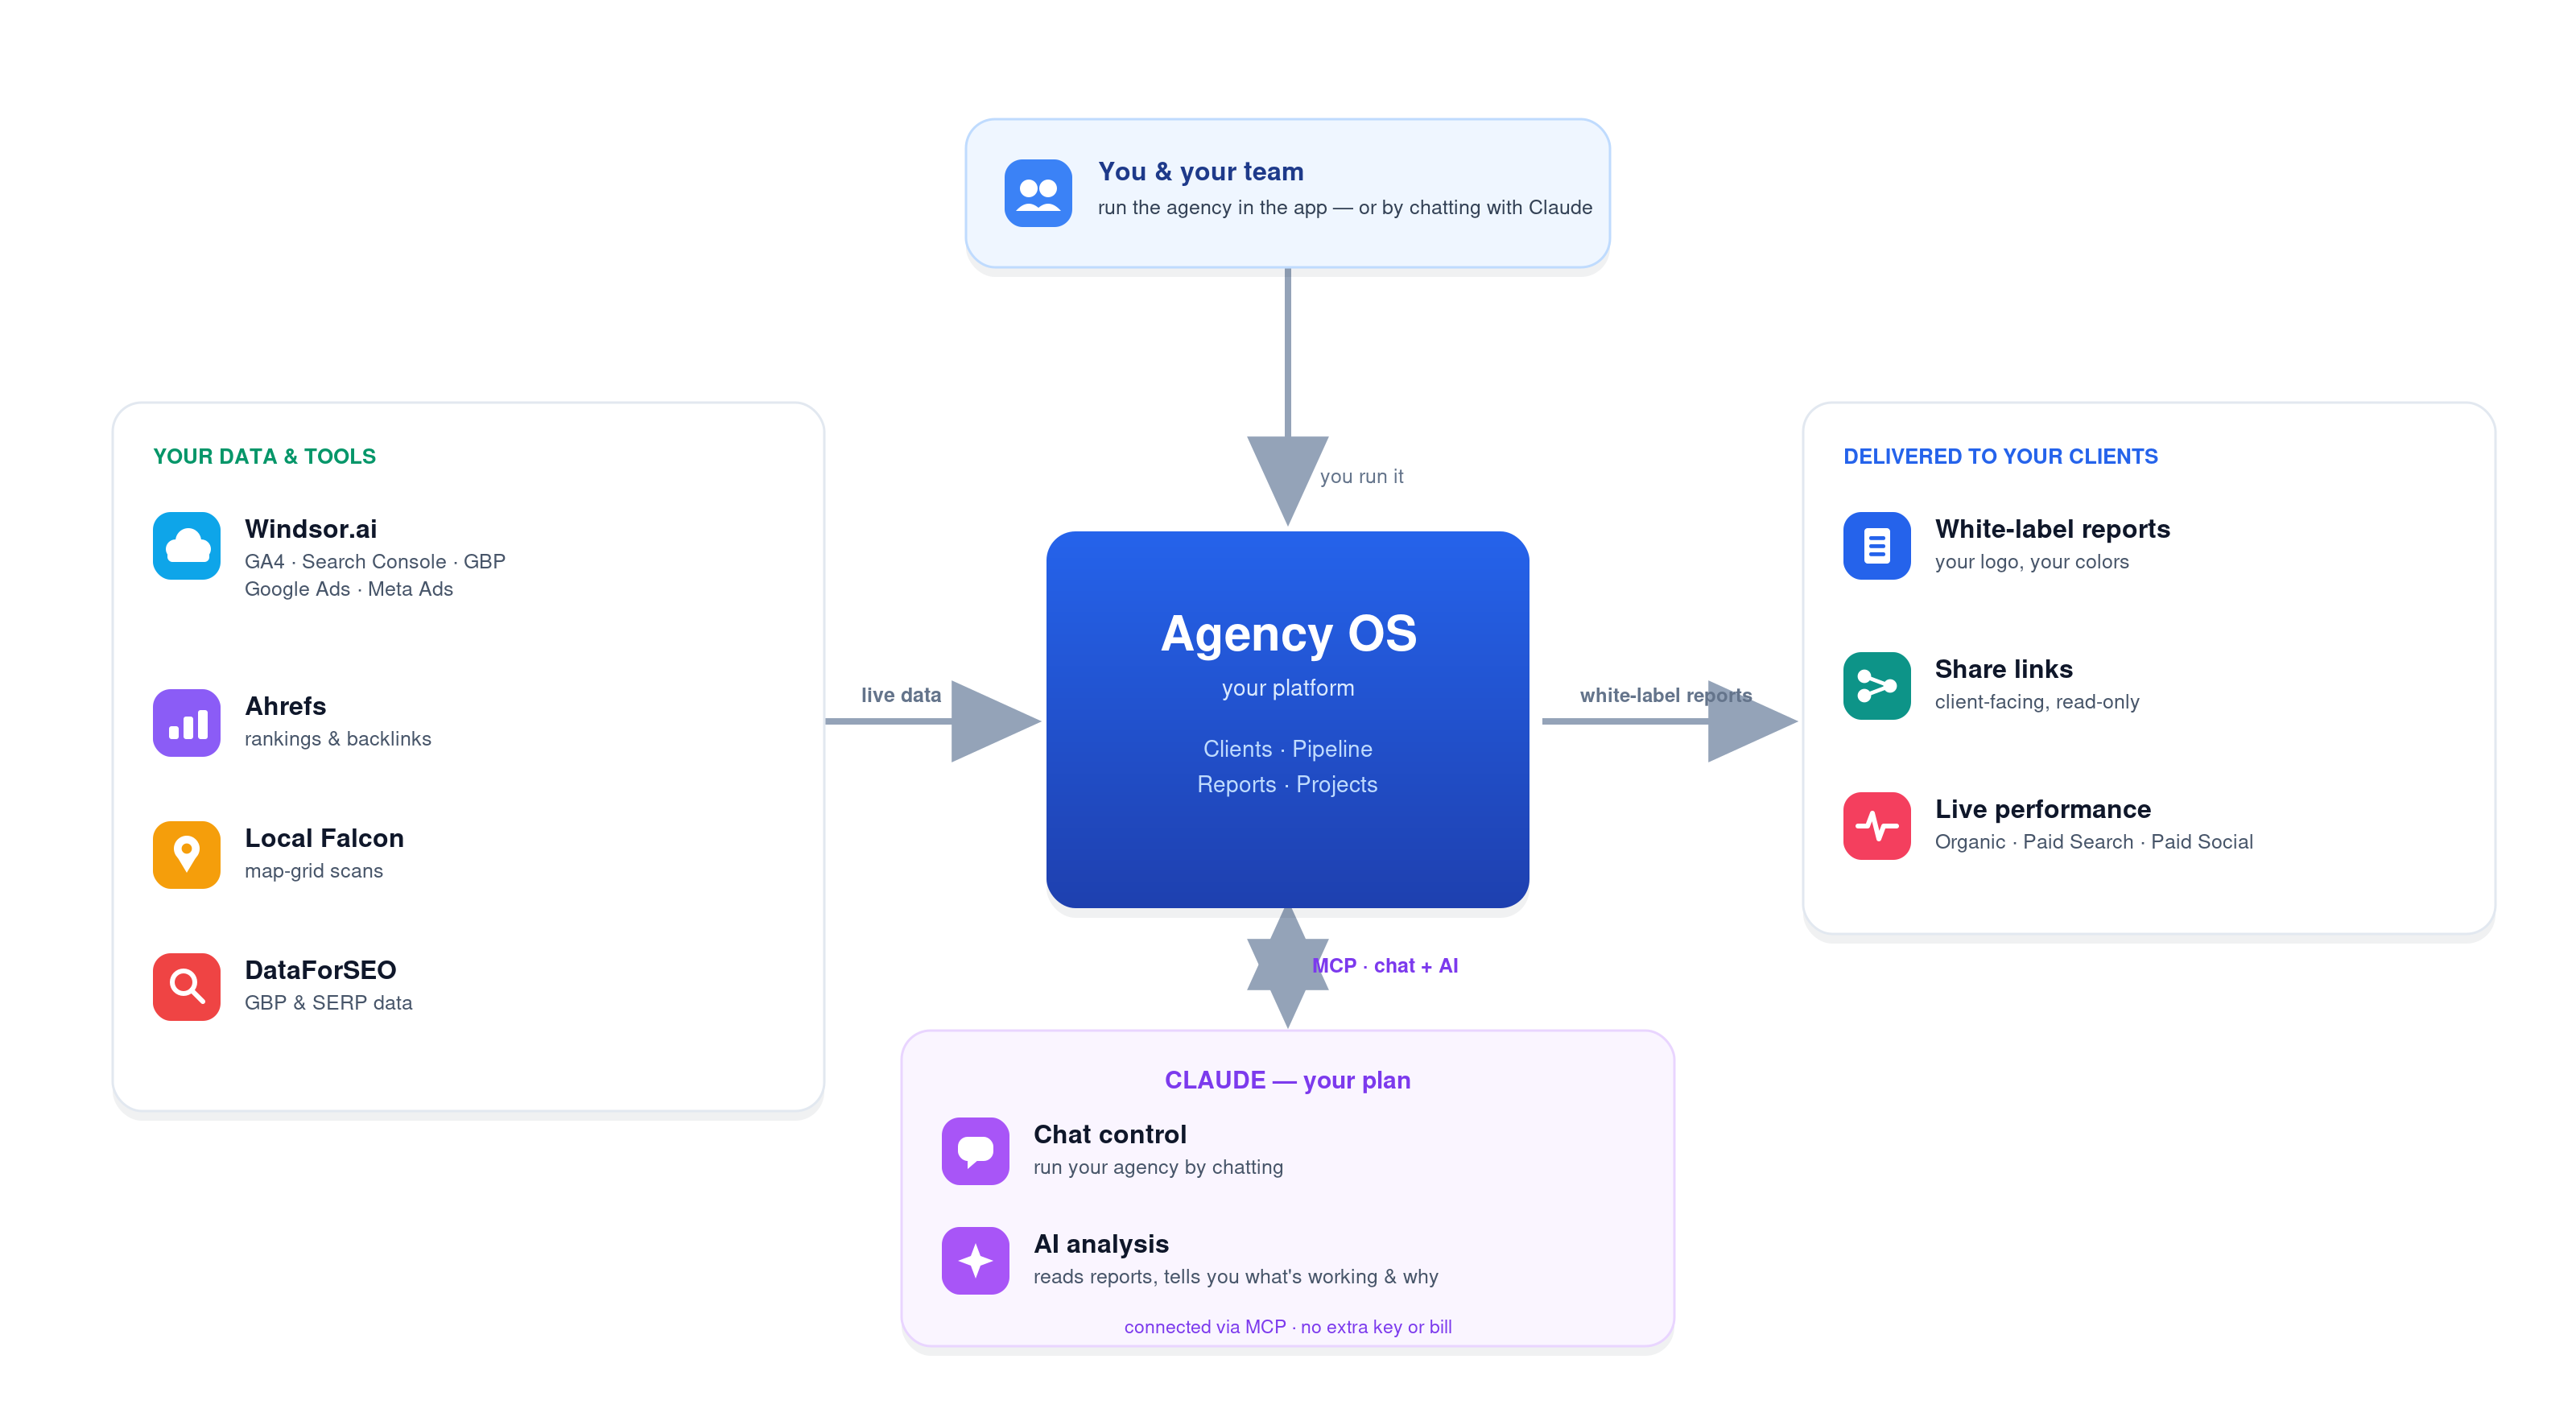 You & your team
run the agency in the app — or by chatting with Claude
you run it
YOUR DATA & TOOLS
Windsor.ai
GA4 · Search Console · GBP
Google Ads · Meta Ads
Ahrefs
rankings & backlinks
Local Falcon
map-grid scans
DataForSEO
GBP & SERP data
live data
Agency OS
your platform
Clients · Pipeline
Reports · Projects
white-label reports
DELIVERED TO YOUR CLIENTS
White-label reports
your logo, your colors
Share links
client-facing, read-only
Live performance
Organic · Paid Search · Paid Social
MCP · chat + AI
CLAUDE — your plan
Chat control
run your agency by chatting
AI analysis
reads reports, tells you what's working & why
connected via MCP · no extra key or bill